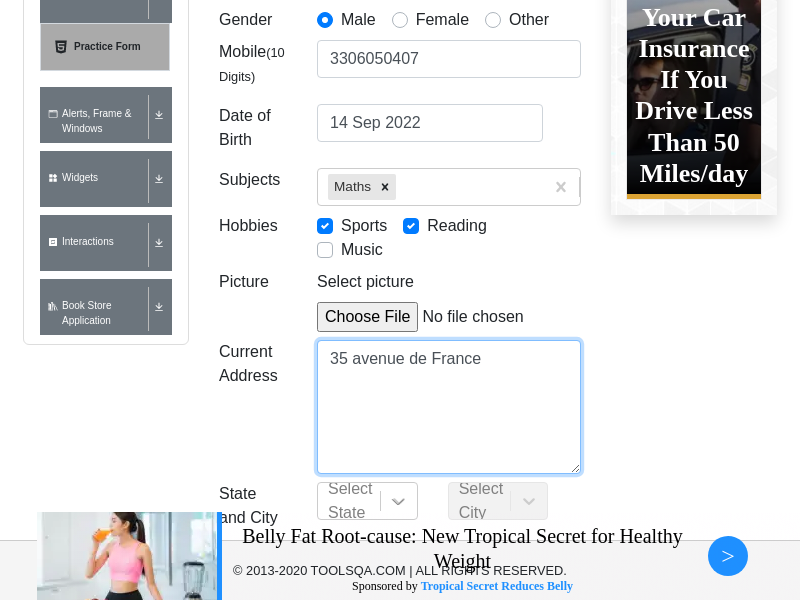 Gender
Male
Female
Other
Practice Form
Mobile(10
Digits)
3306050407
Alerts, Frame &
Windows
Date of
Birth
14 Sep 2022
Widgets
Subjects
Maths
Hobbies
Sports
Reading
Music
Interactions
Picture
Select picture
Book Store
Application
Choose File No file chosen
Current
Address
35 avenue de France
State
and City
Select
State
Select
City
Your Car
Insurance
If You
Drive Less
Than 50
Miles/day
Belly Fat Root-cause: New Tropical Secret for Healthy
Weight
© 2013-2020 TOOLSQA.COM | ALL RIGHTS RESERVED.
Sponsored by Tropical Secret Reduces Belly
>